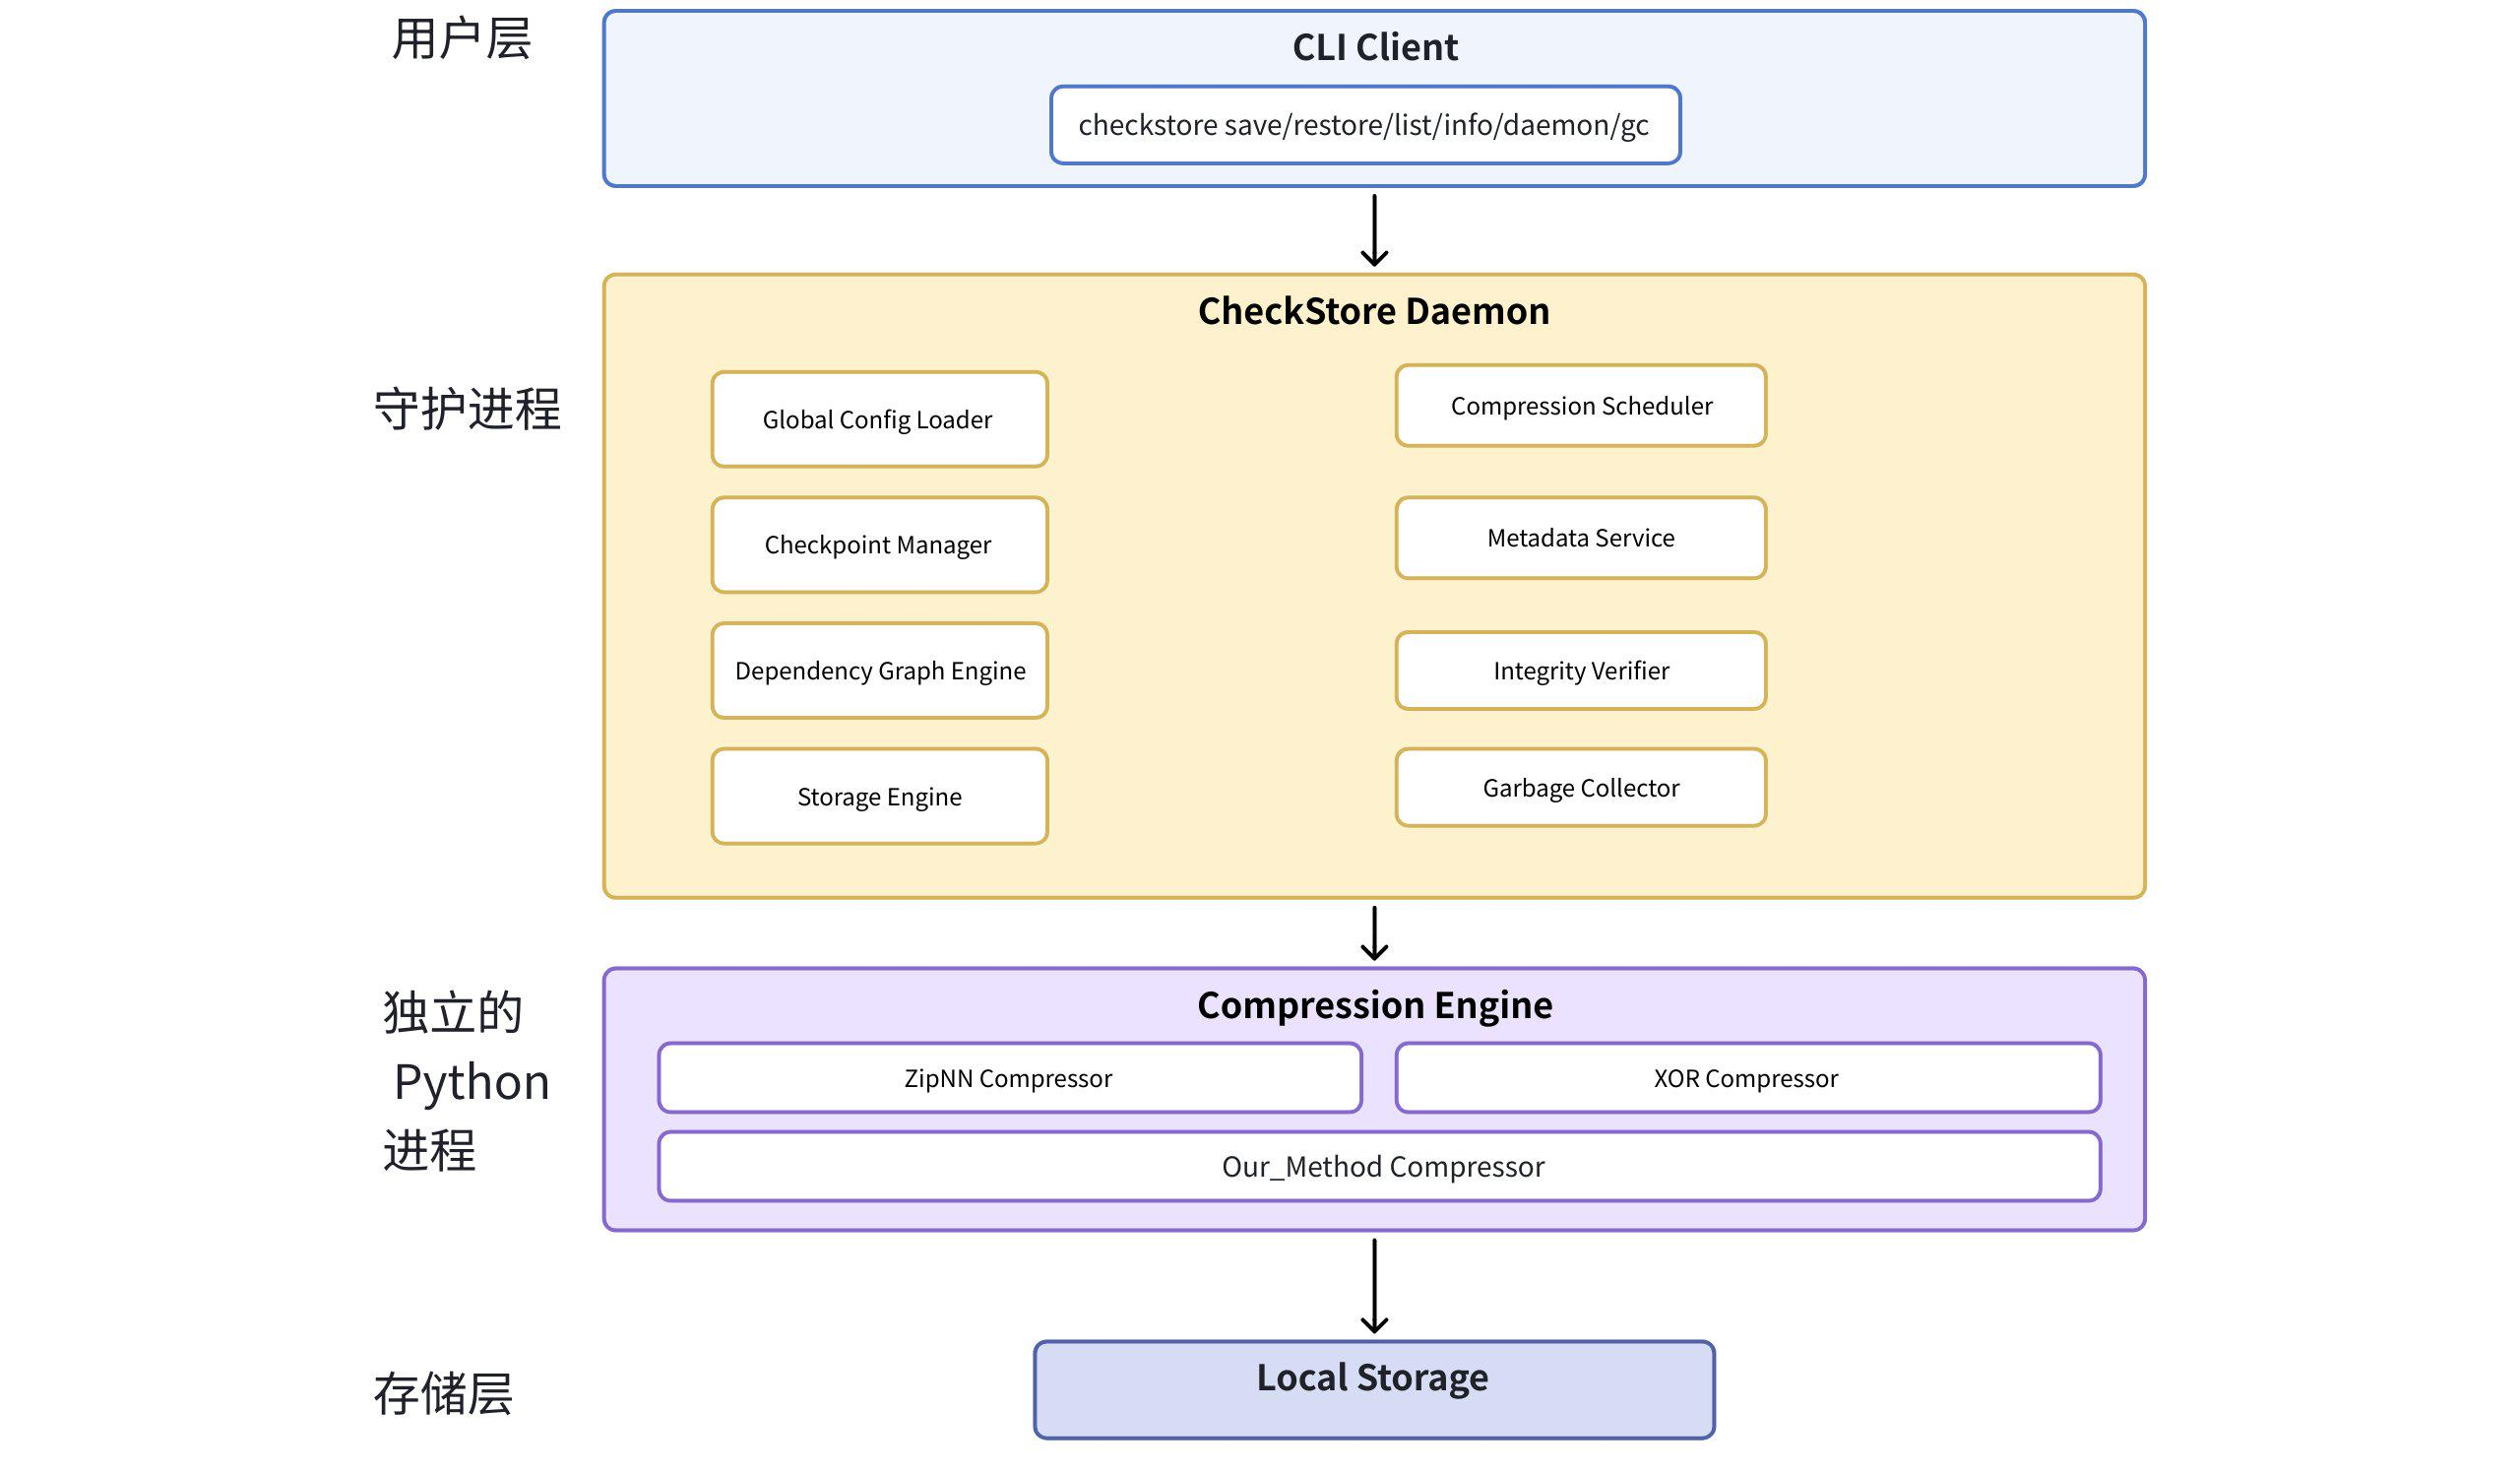 用户层
CLI Client
checkstore save/restore/list/info/daemon/gc
CheckStore Daemon
守护进程
Global Config Loader
Compression Scheduler
Checkpoint Manager
Metadata Service
Dependency Graph Engine
Integrity Verifier
Storage Engine
Garbage Collector
独立的
Python
进程
Compression Engine
ZipNN Compressor
XOR Compressor
Our_Method Compressor
存储层
Local Storage